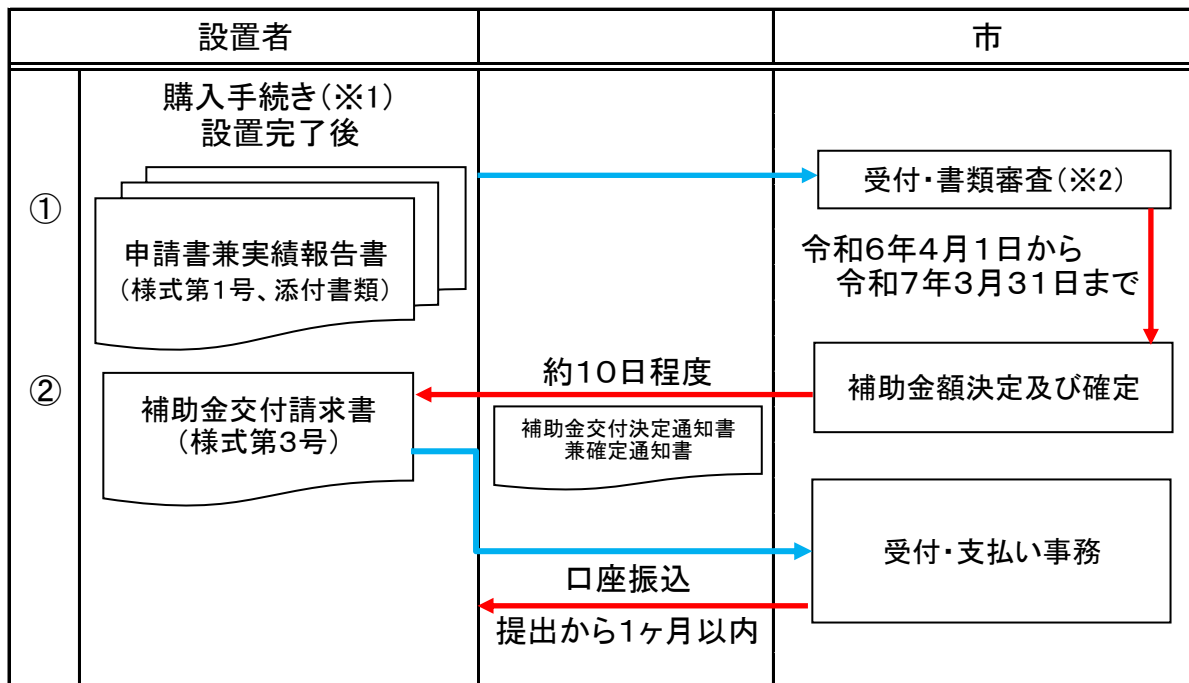 設置者
市
購入手続き(※1)
設置完了後
①
申請書兼実績報告書
(様式第1号、添付書類)
受付・書類審査(※2)
令和6年4月1日から
令和7年3月31日まで
②
補助金交付請求書
(様式第3号)
約10日程度
補助金交付決定通知書
兼確定通知書
補助金額決定及び確定
受付・支払い事務
口座振込
提出から1ヶ月以内